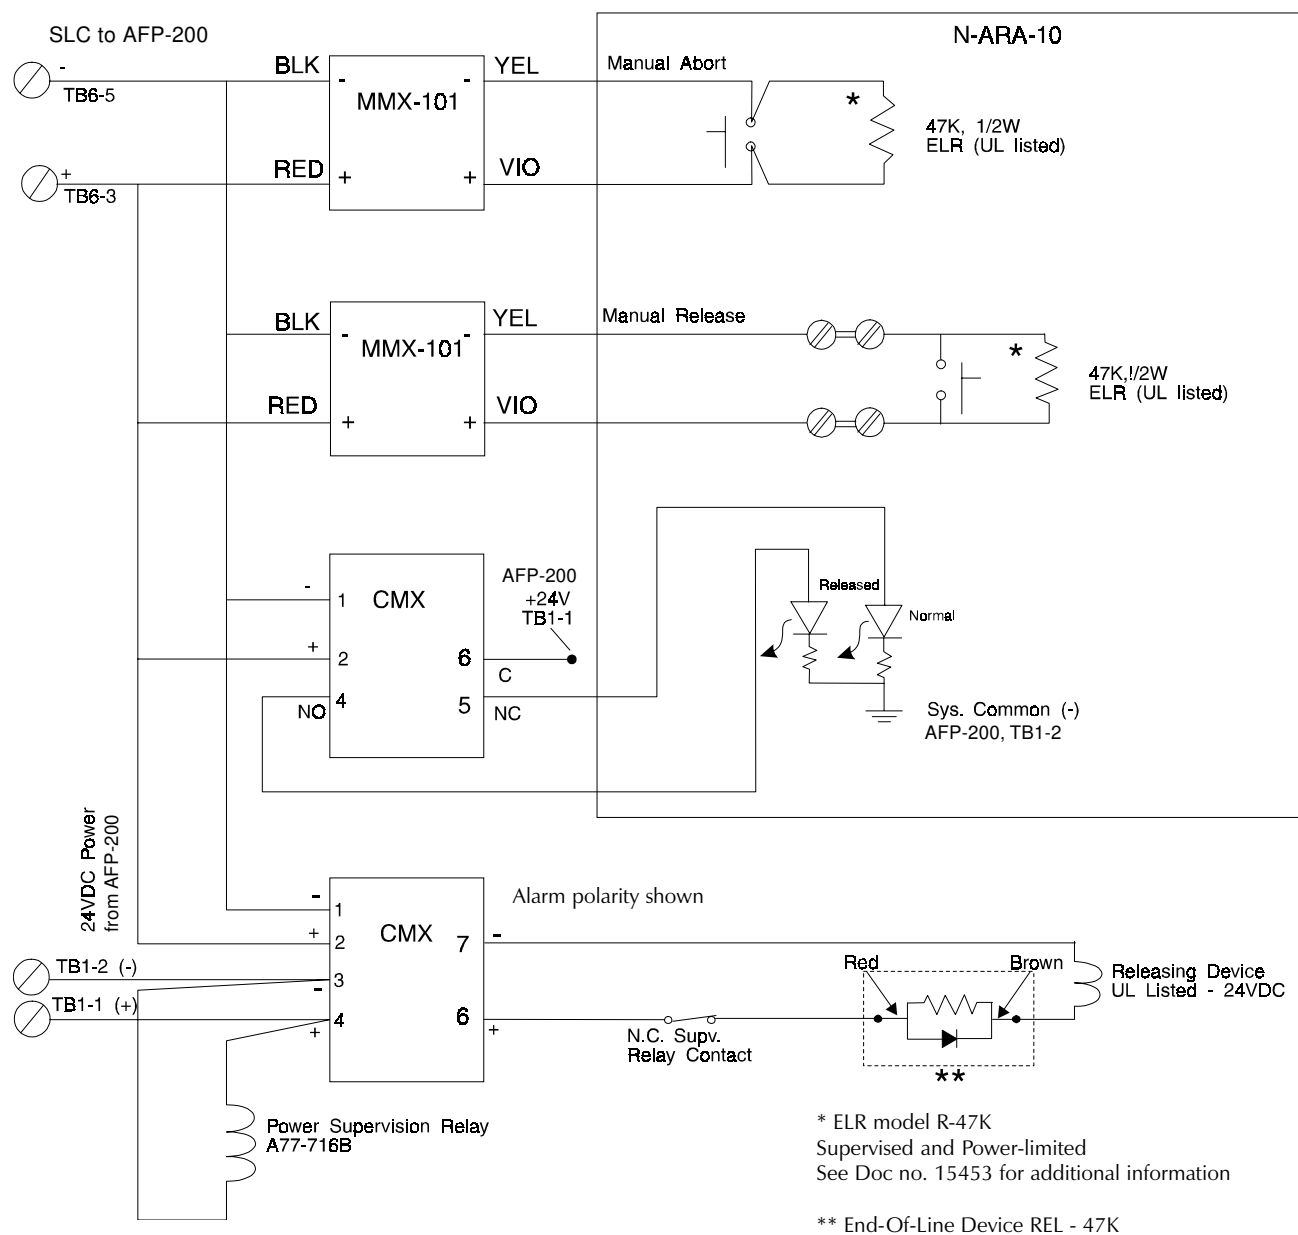 SLC to AFP-200
N-ARA-10
-
TB6-5
BLK
-
-
MMX-101
YEL
Manual Abort
*
47K, 1/2W
ELR (UL listed)
+
TB6-3
RED
+
+
VIO
BLK
-
-
MMX-101
YEL
Manual Release
*
47K,!/2W
ELR (UL listed)
RED
+
+
VIO
CMX
-
1
+
2
NO
4
6
C
5
NC
AFP-200
+24V
TB1-1
Released
Normal
Sys. Common (-)
AFP-200, TB1-2
24VDC Power
from AFP-200
Alarm polarity shown
CMX
-
1
+
2
7
-
TB1-2 (-)
3
-
TB1-1 (+)
4
+
6
+
N.C. Supv.
Relay Contact
Red
Brown
**
Releasing Device
UL Listed - 24VDC
Power Supervision Relay
A77-716B
* ELR model R-47K
Supervised and Power-limited
See Doc no. 15453 for additional information
** End-Of-Line Device REL - 47K